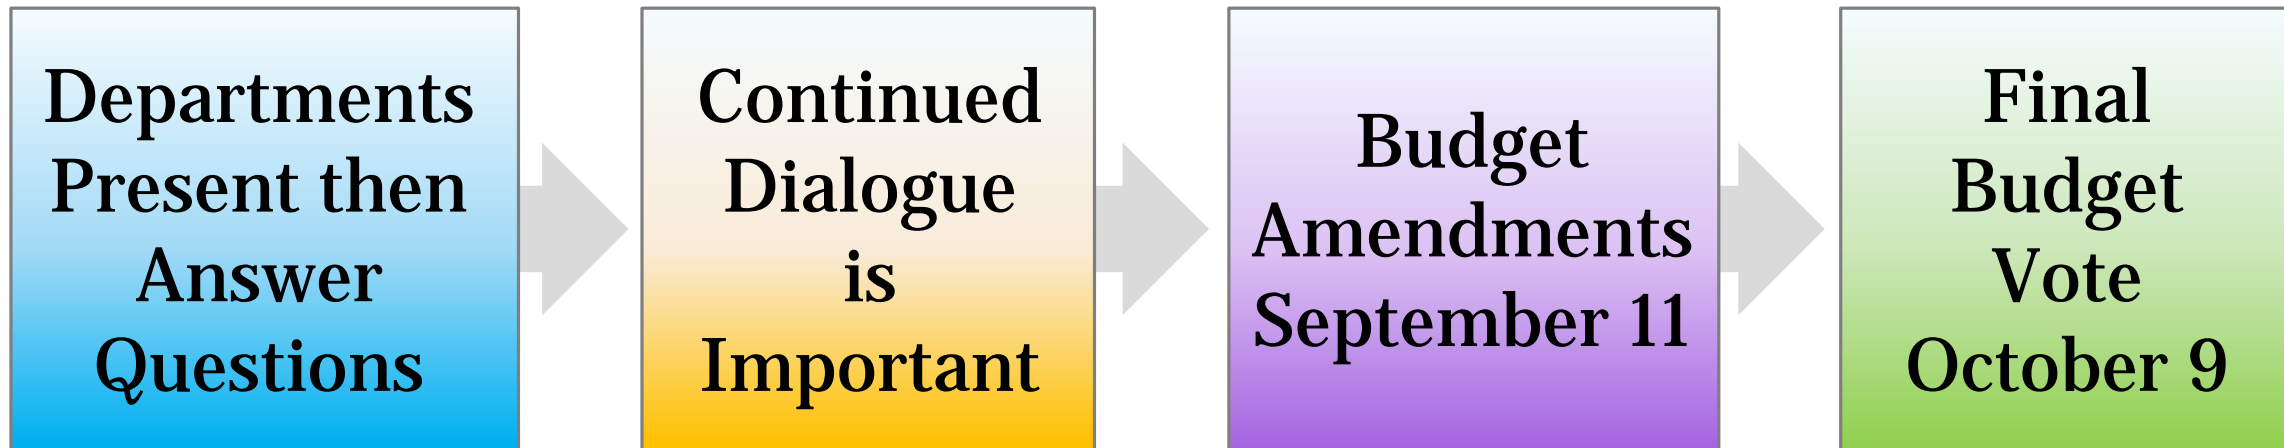 Departments
Present then
Answer
Questions
Continued
Dialogue
is
Important
Budget
Amendments
September 11
Final
Budget
Vote
October 9